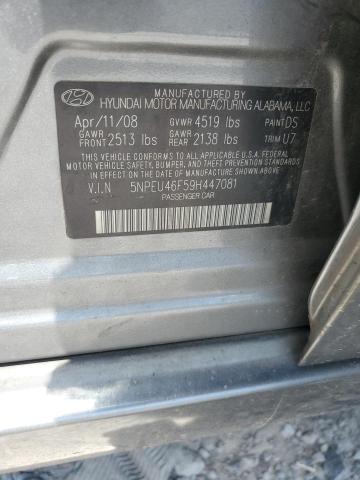 MANUFACTURED BY
HYUNDAI MOTOR MANUFACTURING ALABAMA, LLC
Apr/11/08 GVWR 4519 lbs PAINT DS
GAWR FRONT 2513 lbs GAWR REAR 2138 lbs TRIM U7
THIS VEHICLE CONFORMS TO ALL APPLICABLE U.S.A FEDERAL
MOTOR VEHICLE SAFETY, BUMPER, AND THEFT PREVENTION STANDARDS
IN EFFECT ON THE DATE OF MANUFACTURE SHOWN ABOVE.
V.I.N 5NPEU46F59H447081
PASSENGER CAR